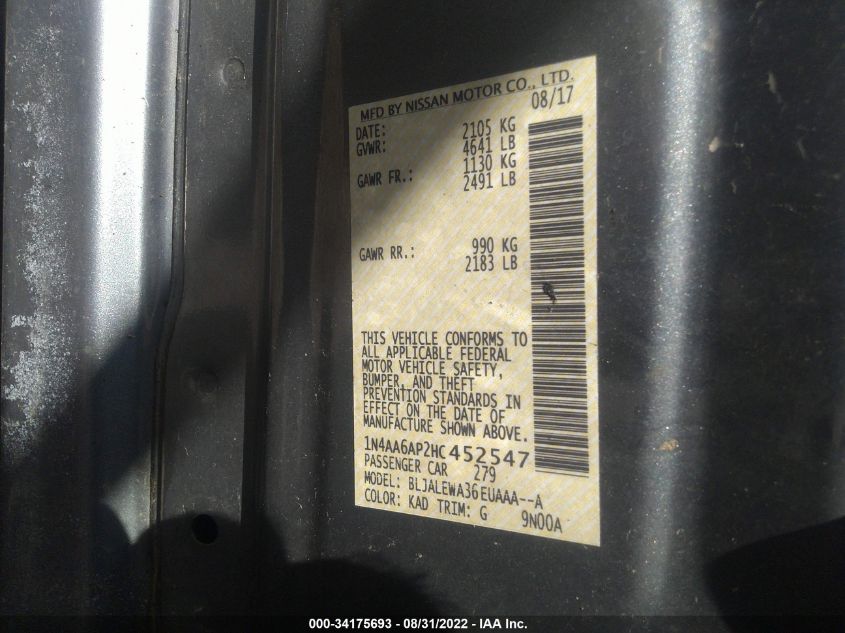 MFD BY NISSAN MOTOR CO., LTD.
DATE: 08/17
GVWR: 2105 KG
4641 LB
GAWR FR.: 1130 KG
2491 LB
GAWR RR.: 990 KG
2183 LB
THIS VEHICLE CONFORMS TO
ALL APPLICABLE FEDERAL
MOTOR VEHICLE SAFETY,
BUMPER, AND THEFT
PREVENTION STANDARDS IN
EFFECT ON THE DATE OF
MANUFACTURE SHOWN ABOVE.
1N4AA6AP2HC452547
PASSENGER CAR 279
MODEL: BLJALEWA36EUAAA--A
COLOR: KAD TRIM: G 9N00A
000-34175693 - 08/31/2022 - IAA Inc.